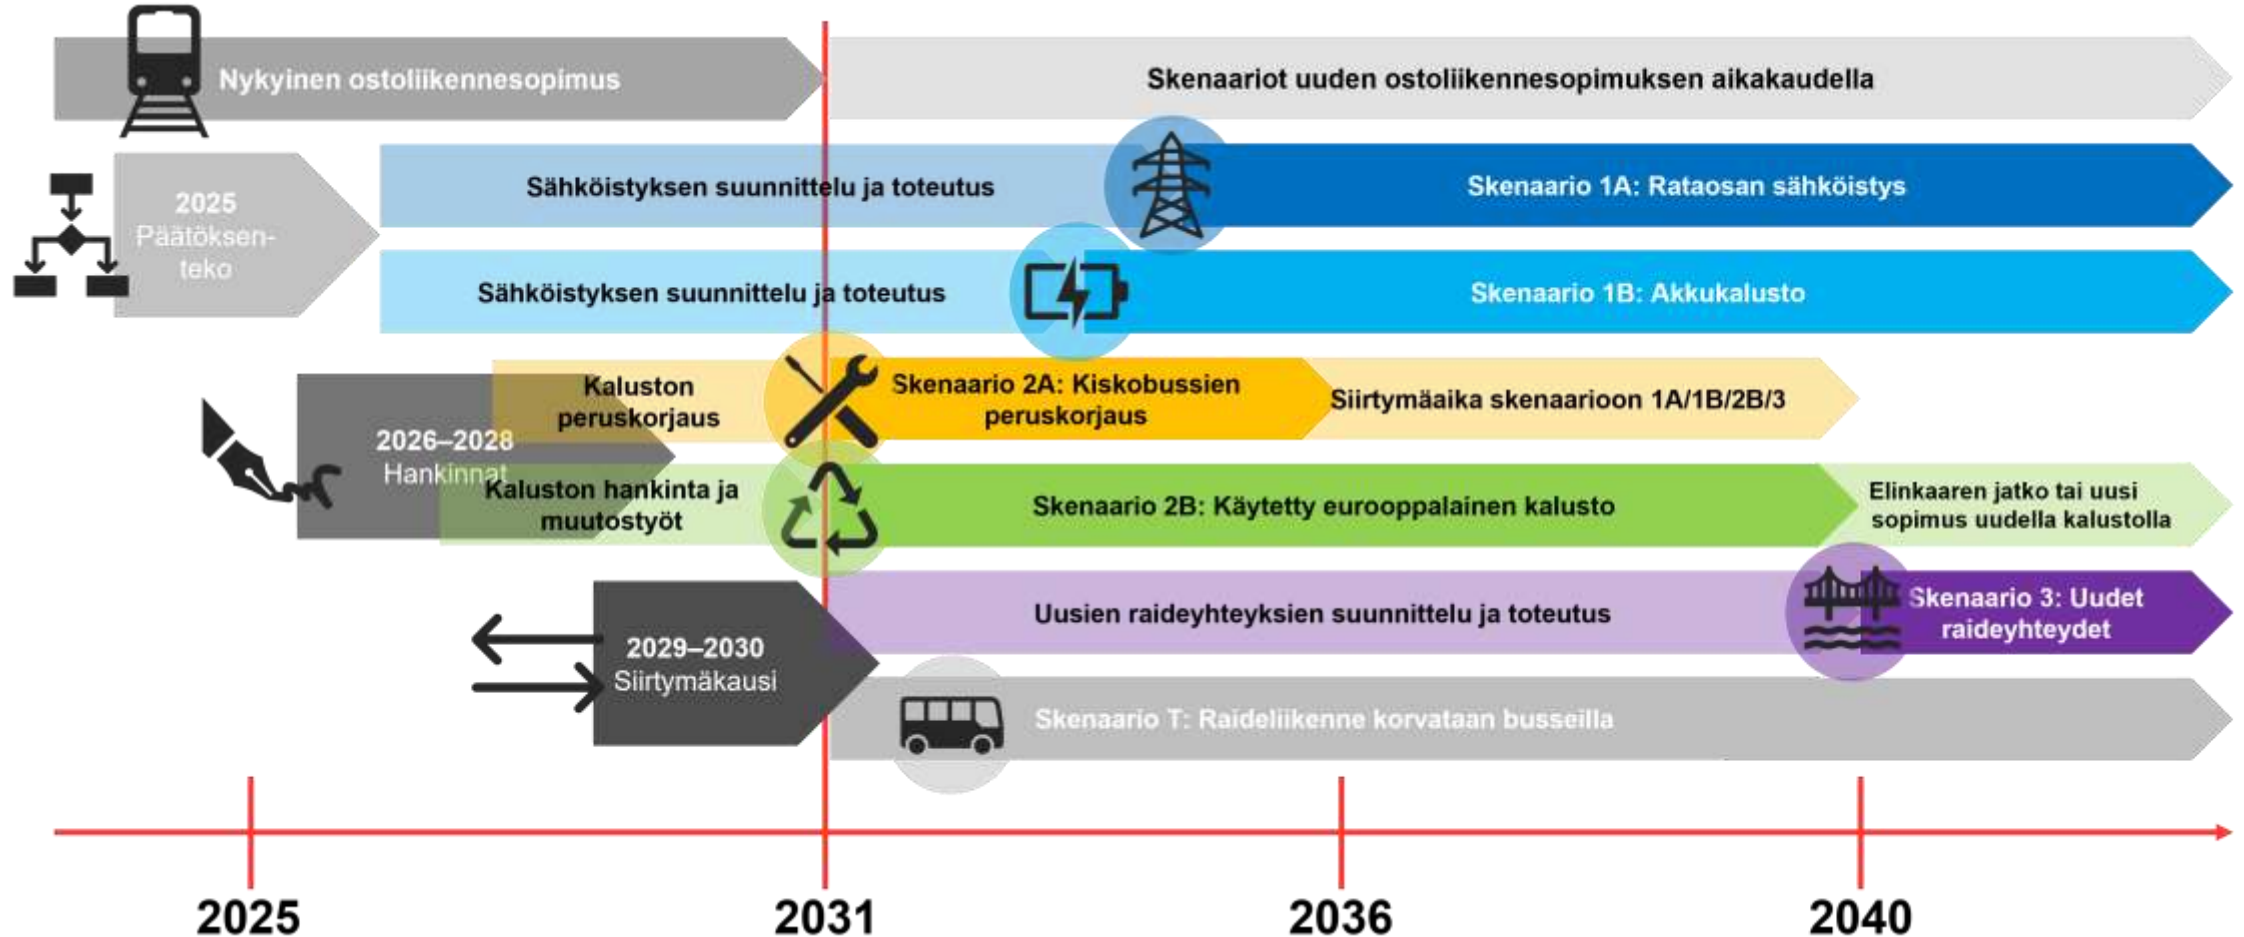 Nykyinen ostoliikennesopimus
Skenaariot uuden ostoliikennesopimuksen aikakaudella
2025
Päätöksen-
teko
Sähköistyksen suunnittelu ja toteutus
Skenaario 1A: Rataosan sähköistys
Sähköistyksen suunnittelu ja toteutus
Skenaario 1B: Akkukalusto
2026–2028
Hankinnat
Kaluston
peruskorjaus
Skenaario 2A: Kiskobussien
peruskorjaus
Siirtymäaika skenaarioon 1A/1B/2B/3
Kaluston hankinta ja
muutostyöt
Skenaario 2B: Käytetty eurooppalainen kalusto
Elinkaaren jatko tai uusi
sopimus uudella kalustolla
2029–2030
Siirtymäkausi
Uusien raideyhteyksien suunnittelu ja toteutus
Skenaario 3: Uudet
raideyhteydet
Skenaario T: Raideliikenne korvataan busseilla
2025
2031
2036
2040